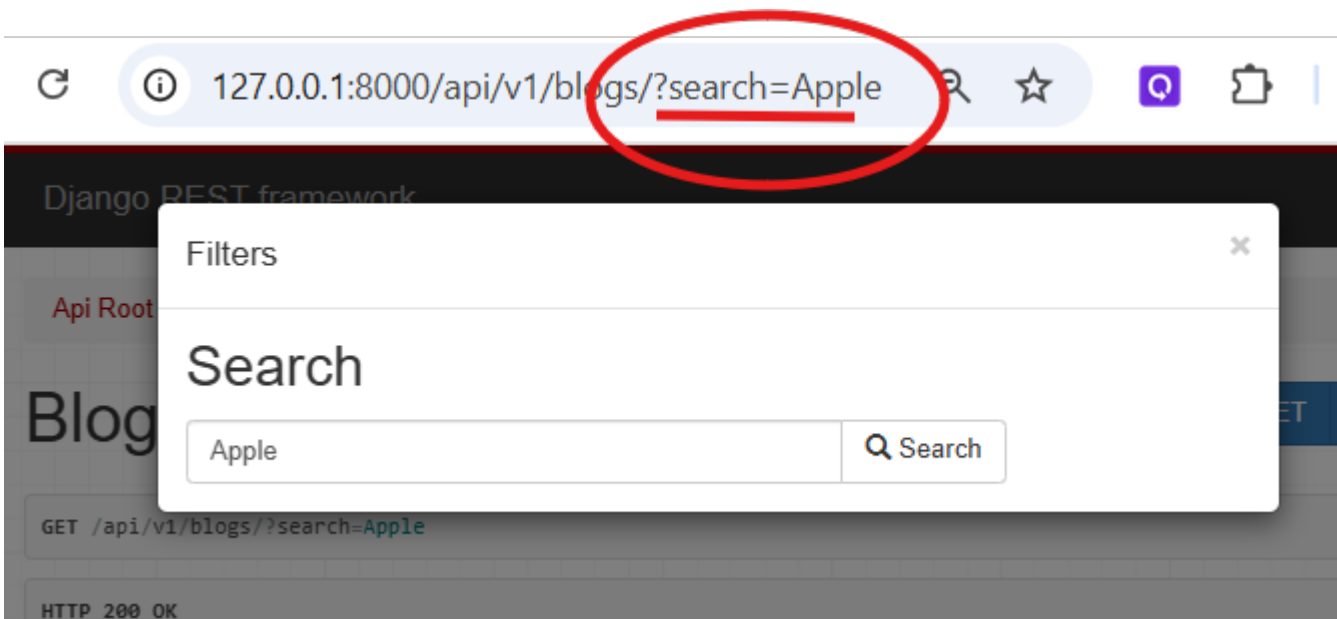 127.0.0.1:8000/api/v1/blogs/?search=Apple
Django REST framework
Filters
×
Api Root
Search
Blog
Apple
Search
ET
GET /api/v1/blogs/?search=Apple
HTTP 200 OK